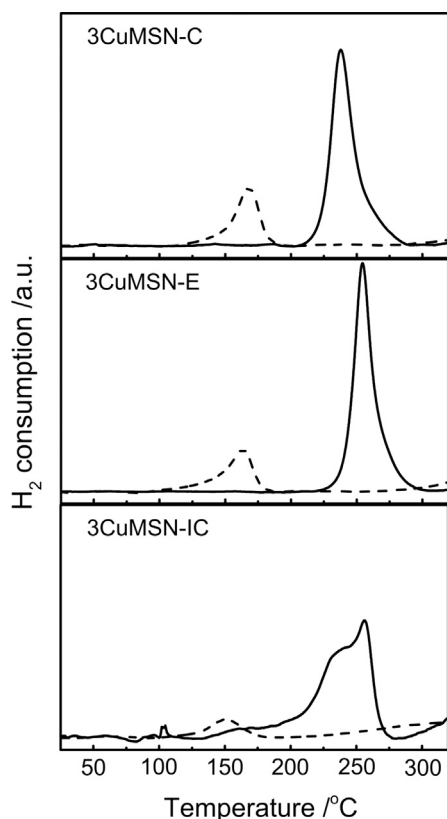 3CuMSN-C
3CuMSN-E
3CuMSN-IC
H₂ consumption /a.u.
50 100 150 200 250 300
Temperature /°C